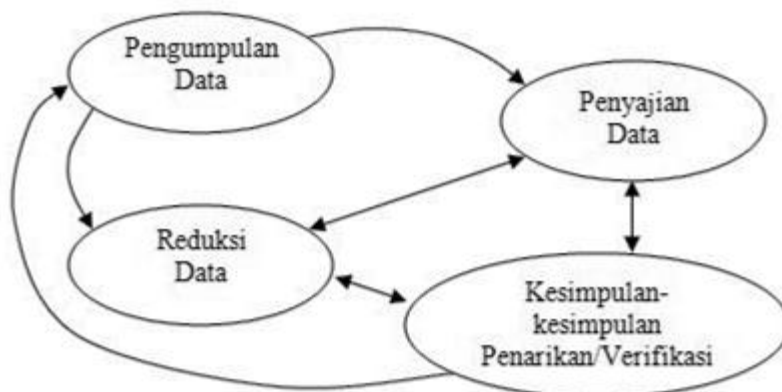 Pengumpulan
Data
Penyajian
Data
Reduksi
Data
Kesimpulan-
kesimpulan
Penarikan/Verifikasi